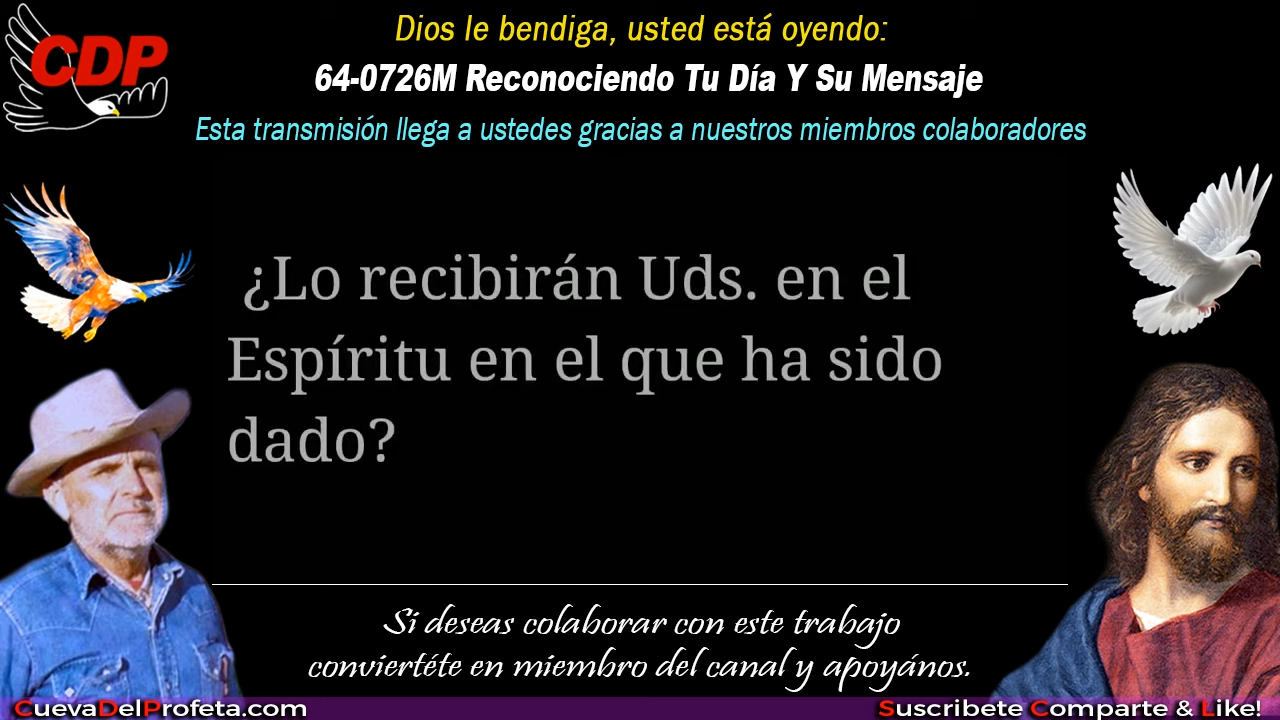 CDP
Dios le bendiga, usted está oyendo:
64-0726M Reconociendo Tu Día Y Su Mensaje
Esta transmisión llega a ustedes gracias a nuestros miembros colaboradores
¿Lo recibirán Uds. en el
Espíritu en el que ha sido
dado?
Si deseas colaborar con este trabajo
conviertéte en miembro del canal y apoyános.
CuevaDelProfeta.com
Suscribete Comparte & Like!